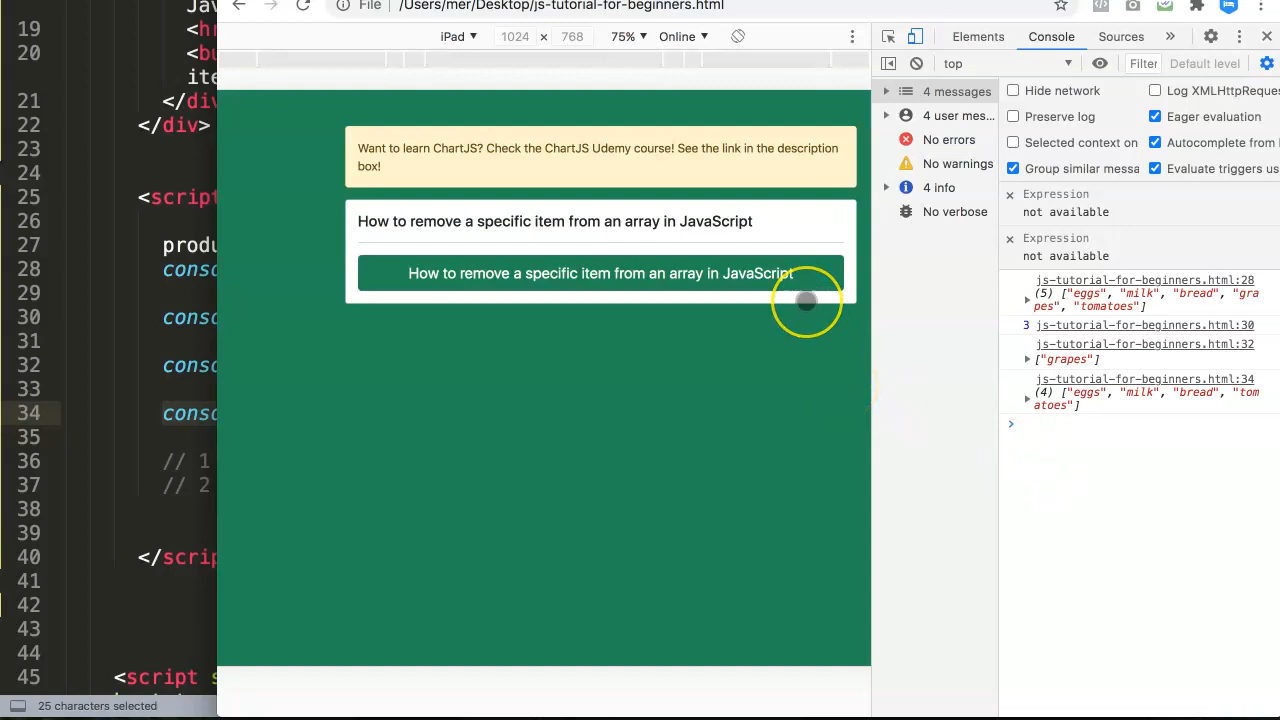 File /Users/mer/Desktop/js-tutorial-for-beginners.html
iPad 1024 × 768 75% Online
Elements Console Sources »
top Filter Default level
19 <h
20 <bu
ite
21 </div
22 </div>
23
24
25 <script
26
27 produ
28 conso
29
30 conso
31
32 conso
33
34 conso
35
36 // 1
37 // 2
38
39
40 </scrip
41
42
43
44
45 <script s
25 characters selected
Want to learn ChartJS? Check the ChartJS Udemy course! See the link in the description
box!
How to remove a specific item from an array in JavaScript
How to remove a specific item from an array in JavaScript
4 messages
4 user mes...
No errors
No warnings
4 info
No verbose
Hide network Log XMLHttpReque
Preserve log Eager evaluation
Selected context on Autocomplete from
Group similar messa Evaluate triggers us
Expression
not available
Expression
not available
js-tutorial-for-beginners.html:28
(5) ["eggs", "milk", "bread", "gra
pes", "tomatoes"]
3 js-tutorial-for-beginners.html:30
js-tutorial-for-beginners.html:32
["grapes"]
js-tutorial-for-beginners.html:34
(4) ["eggs", "milk", "bread", "tom
atoes"]